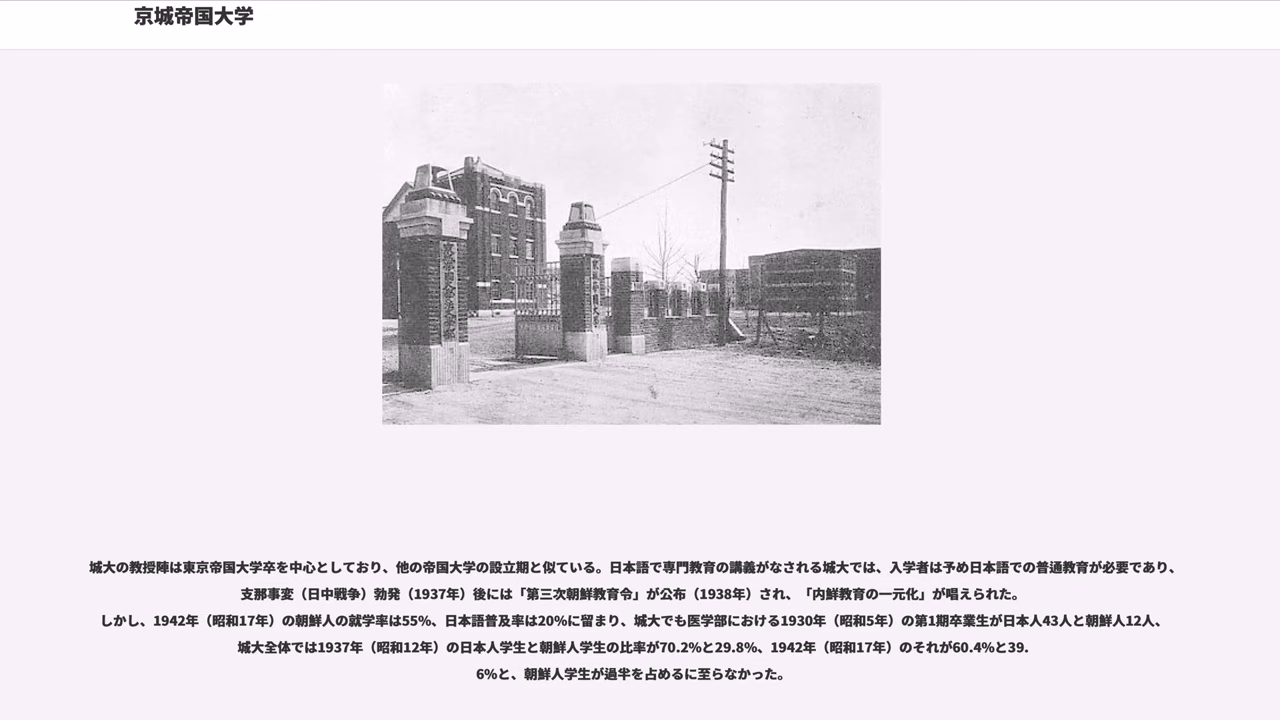 京城帝国大学
城大の教授陣は東京帝国大学卒を中心としており、他の帝国大学の設立期と似ている。日本語で専門教育の講義がなされる城大では、入学者は予め日本語での普通教育が必要であり、
支那事変（日中戦争）勃発（1937年）後には「第三次朝鮮教育令」が公布（1938年）され、「内鮮教育の一元化」が唱えられた。
しかし、1942年（昭和17年）の朝鮮人の就学率は55%、日本語普及率は20%に留まり、城大でも医学部における1930年（昭和5年）の第1期卒業生が日本人43人と朝鮮人12人、
城大全体では1937年（昭和12年）の日本人学生と朝鮮人学生の比率が70.2%と29.8%、1942年（昭和17年）のそれが60.4%と39.
6%と、朝鮮人学生が過半を占めるに至らなかった。